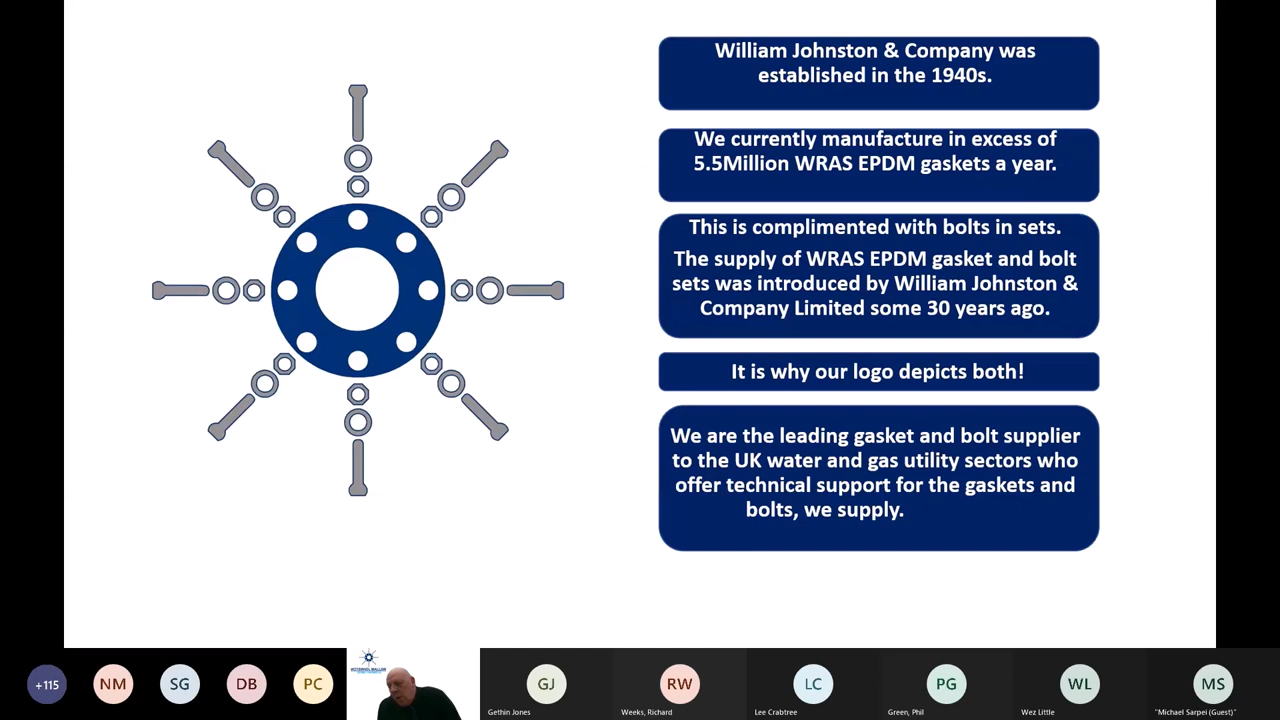 William Johnston & Company was
established in the 1940s.
We currently manufacture in excess of
5.5Million WRAS EPDM gaskets a year.
This is complimented with bolts in sets.
The supply of WRAS EPDM gasket and bolt
sets was introduced by William Johnston &
Company Limited some 30 years ago.
It is why our logo depicts both!
We are the leading gasket and bolt supplier
to the UK water and gas utility sectors who
offer technical support for the gaskets and
bolts, we supply.
+115
NM
SG
DB
PC
GJ
RW
LC
PG
WL
MS
Gethin Jones
Weeks, Richard
Lee Crabtree
Green, Phil
Wez Little
"Michael Sarpei (Guest)"